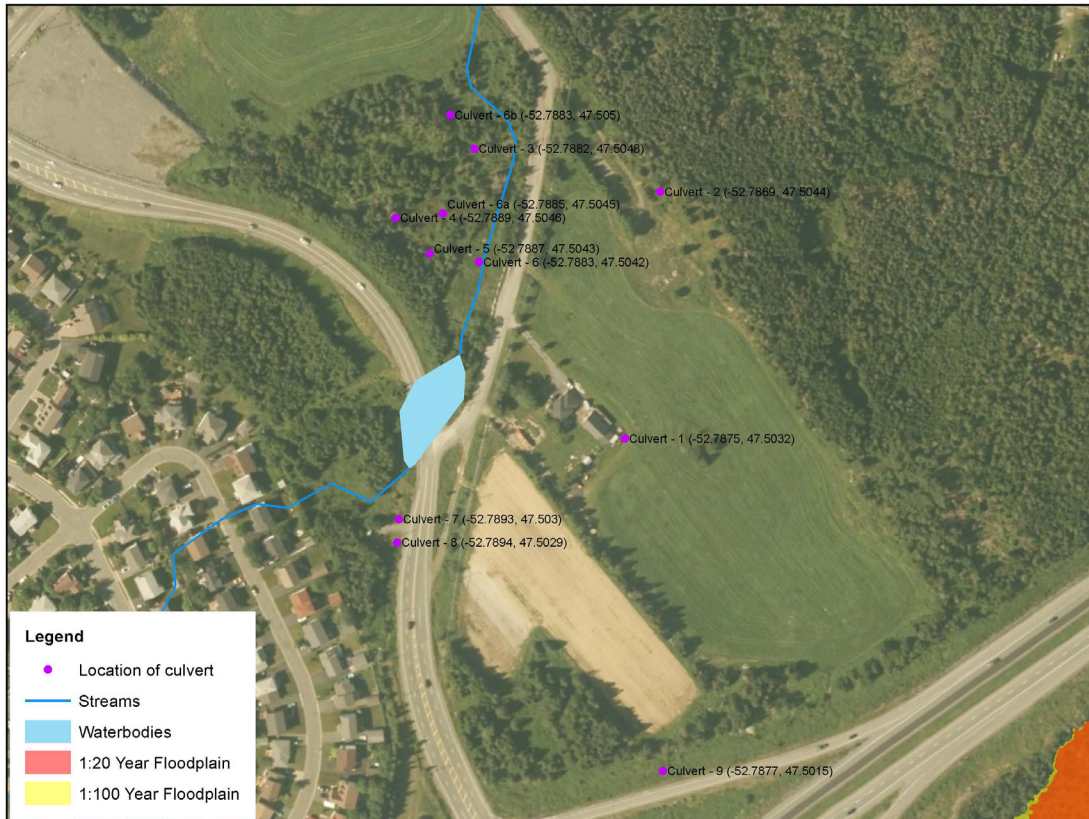 Culvert - 6b (-52.7883, 47.505)
Culvert - 3 (-52.7882, 47.5048)
Culvert - 2 (-52.7869, 47.5044)
Culvert - 6a (-52.7885, 47.5045)
Culvert - 4 (-52.7889, 47.5046)
Culvert - 5 (-52.7887, 47.5043)
Culvert - 6 (-52.7883, 47.5042)
Culvert - 1 (-52.7875, 47.5032)
Culvert - 7 (-52.7893, 47.503)
Culvert - 8 (-52.7894, 47.5029)
Culvert - 9 (-52.7877, 47.5015)
Legend
Location of culvert
Streams
Waterbodies
1:20 Year Floodplain
1:100 Year Floodplain